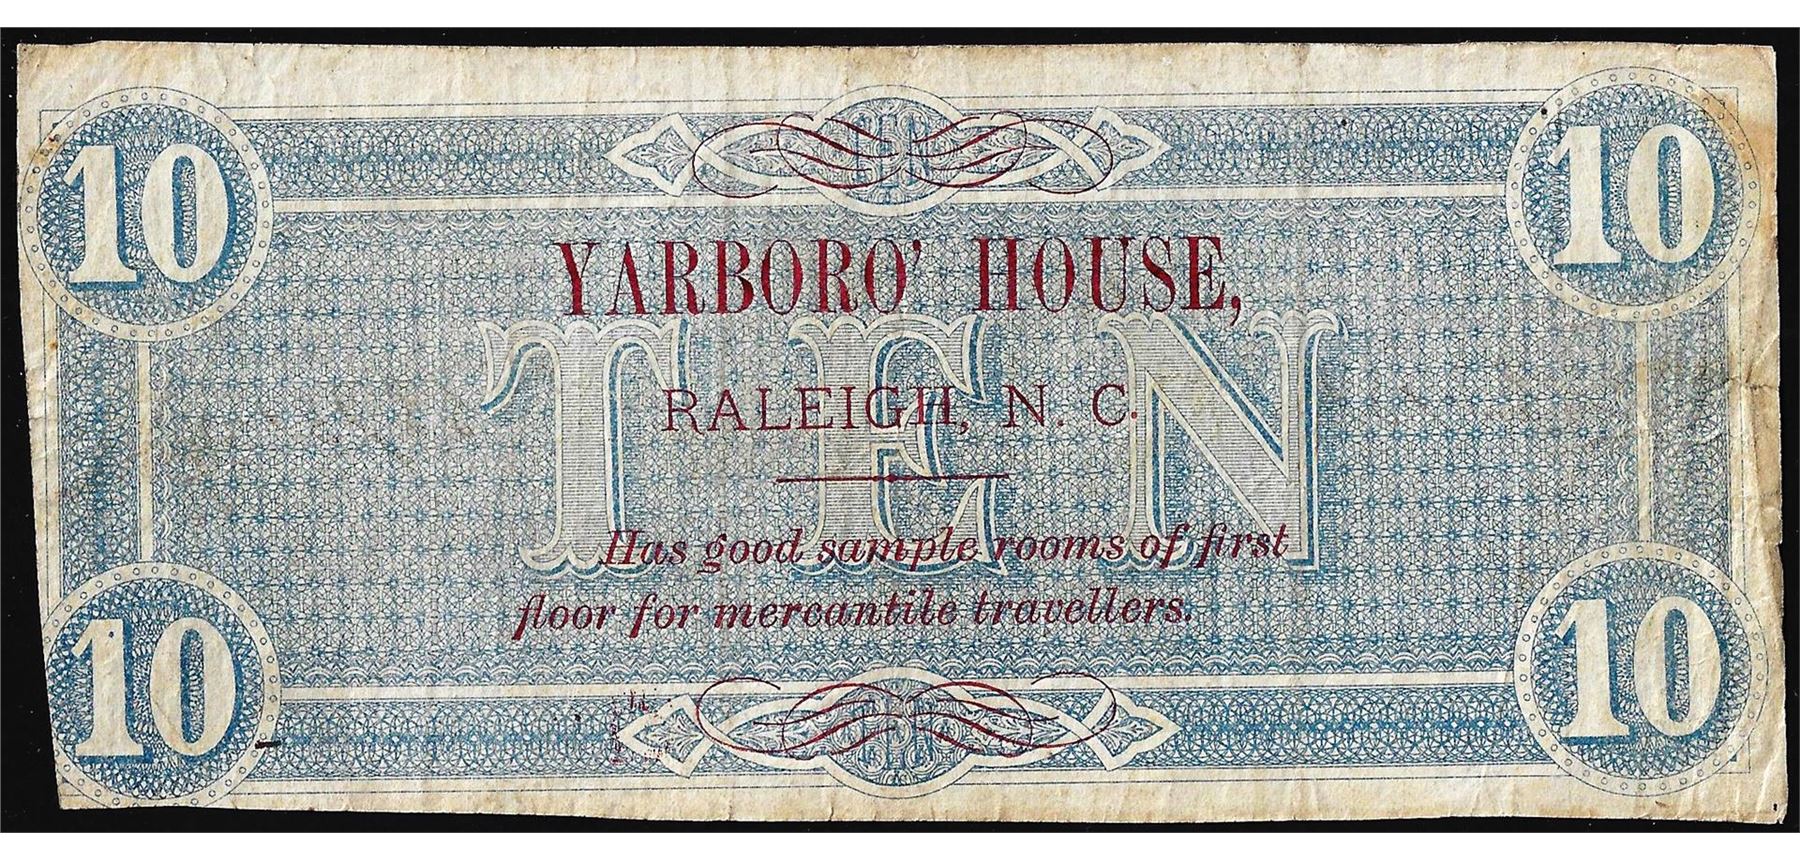 10 10
YARBORO' HOUSE,
TEN
RALEIGH, N. C.
Has good sample rooms of first
floor for mercantile travellers.
10 10